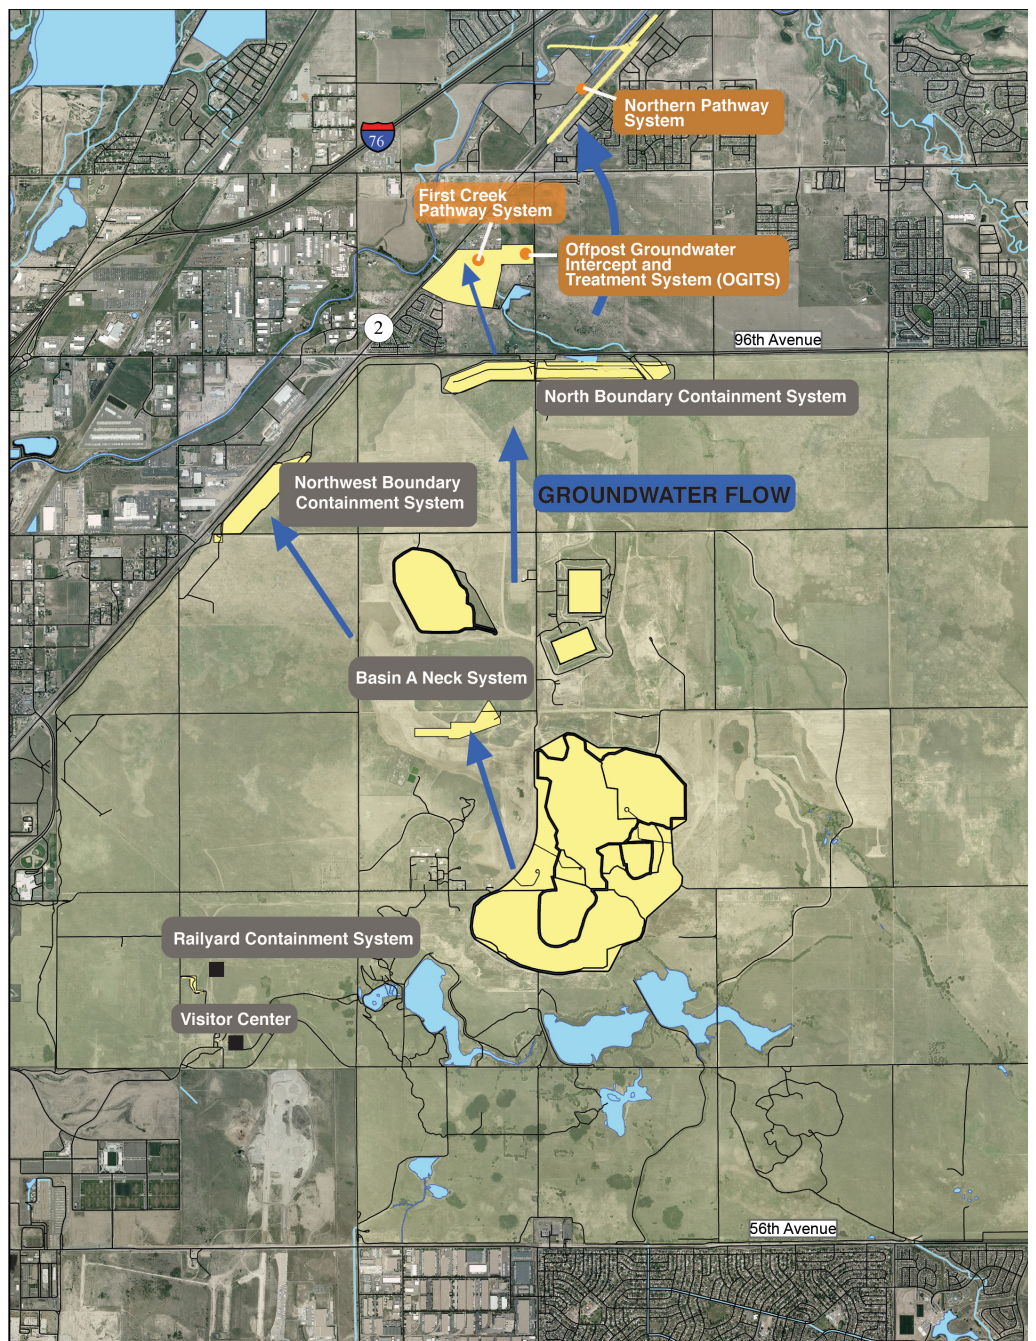 76
Northern Pathway
System
First Creek
Pathway System
Offpost Groundwater
Intercept and
Treatment System (OGITS)
2
96th Avenue
North Boundary Containment System
Northwest Boundary
Containment System
GROUNDWATER FLOW
Basin A Neck System
Railyard Containment System
Visitor Center
56th Avenue